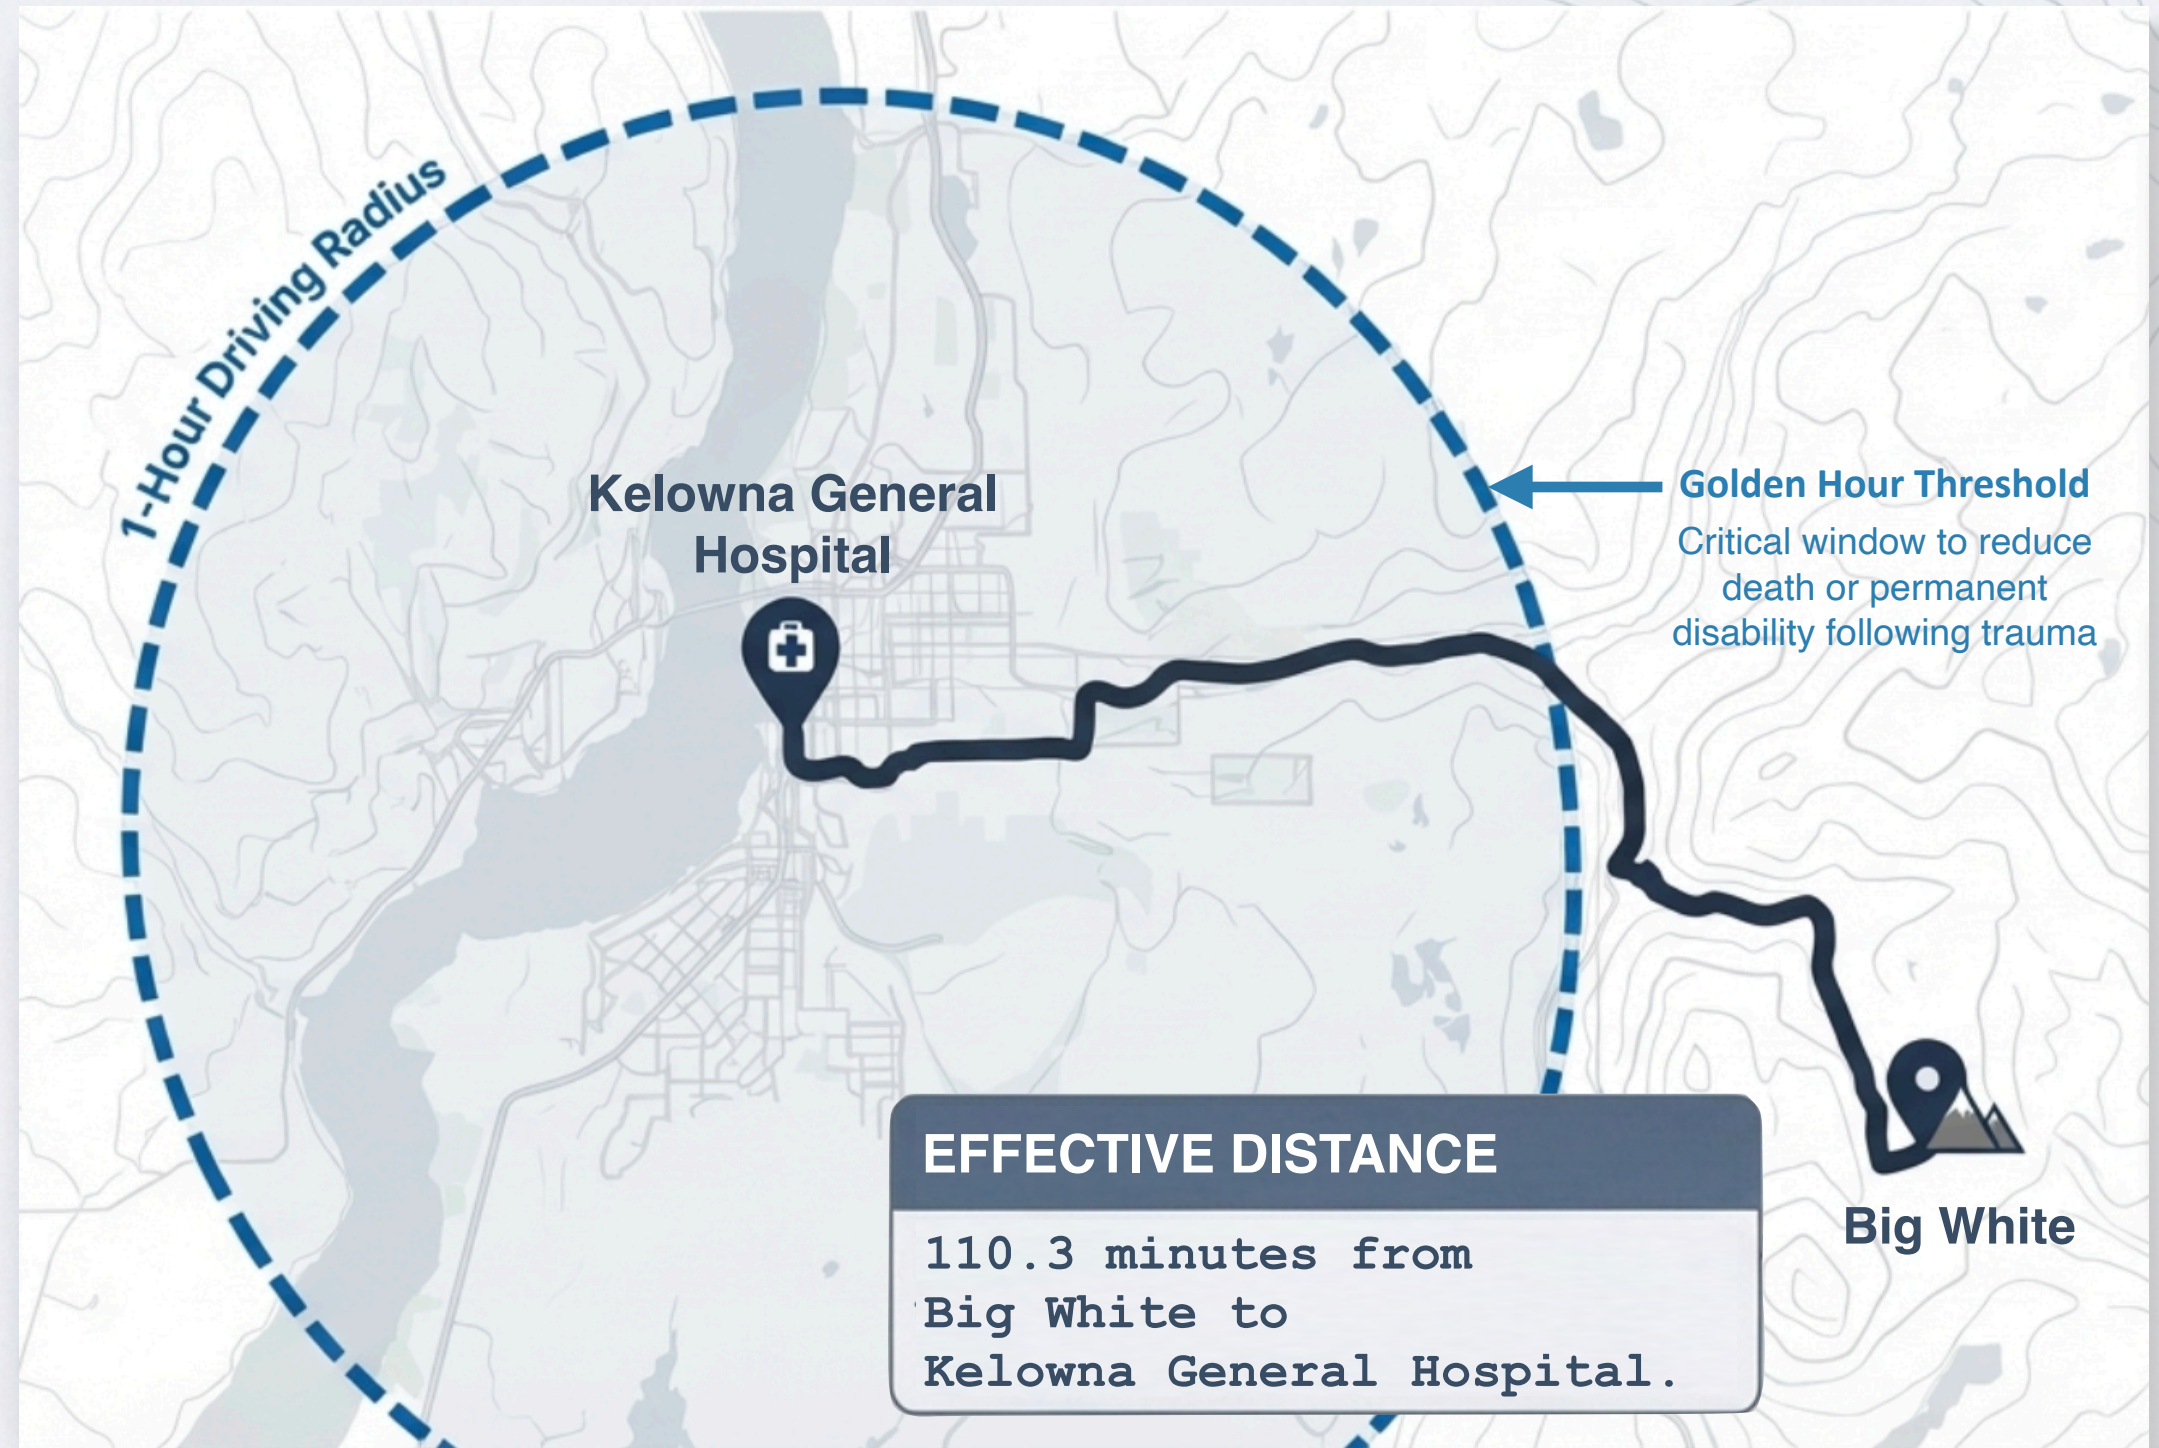 1-Hour Driving Radius
Kelowna General
Hospital
Golden Hour Threshold
Critical window to reduce
death or permanent
disability following trauma
EFFECTIVE DISTANCE
110.3 minutes from
Big White to
Kelowna General Hospital.
Big White